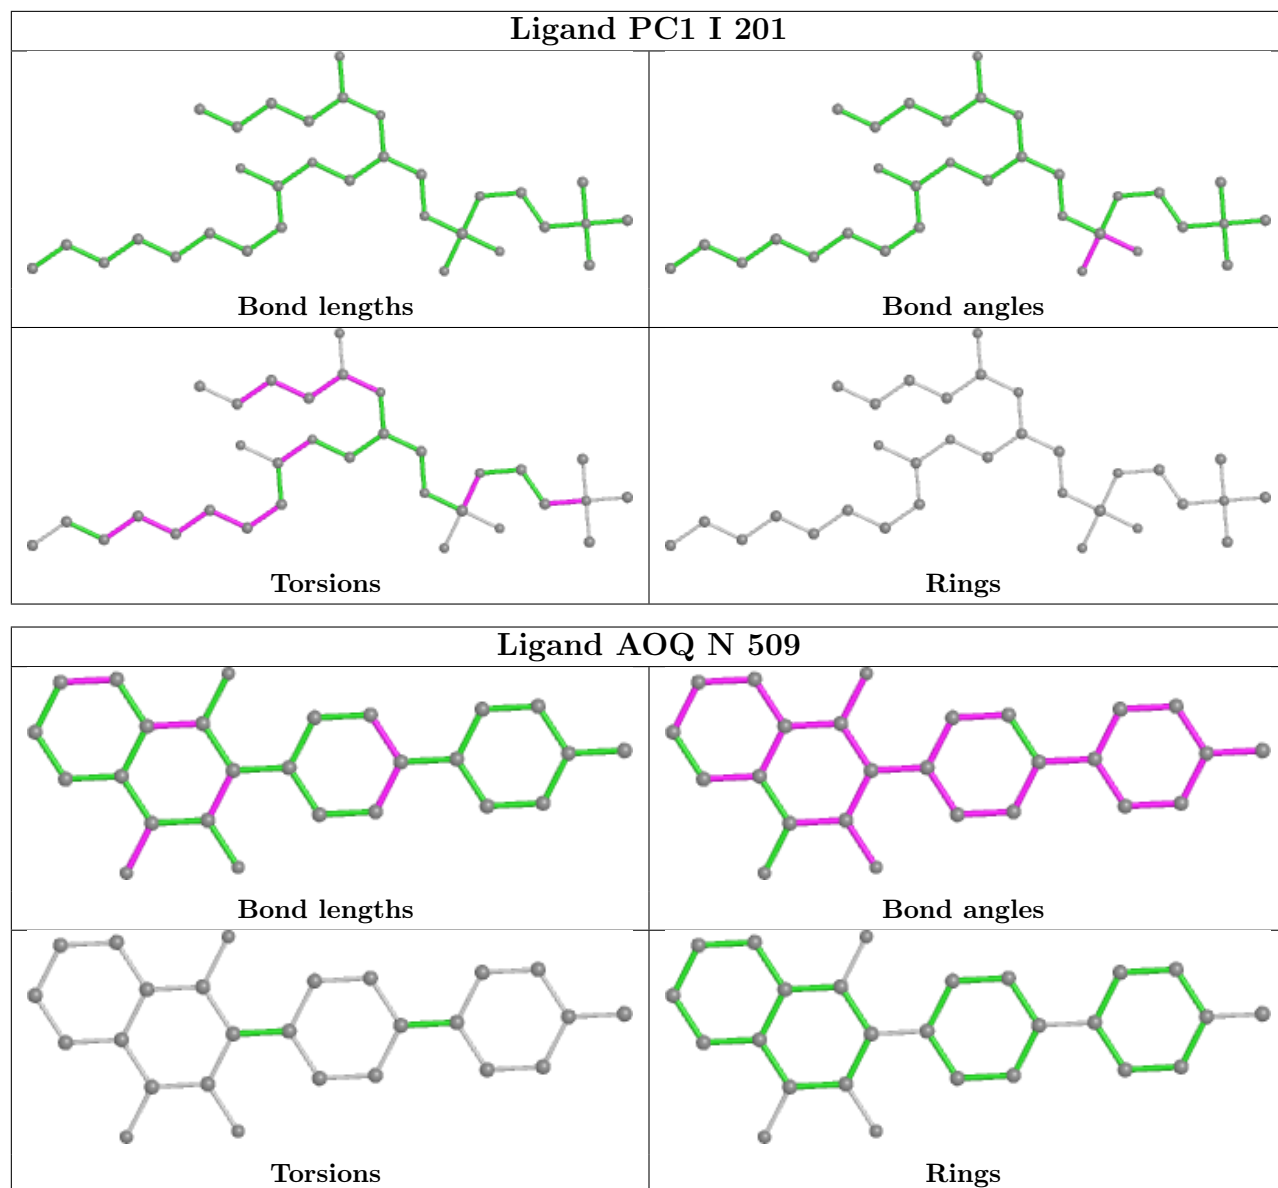 Ligand PC1 I 201
Bond lengths
Bond angles
Torsions
Rings
Ligand AOQ N 509
Bond lengths
Bond angles
Torsions
Rings